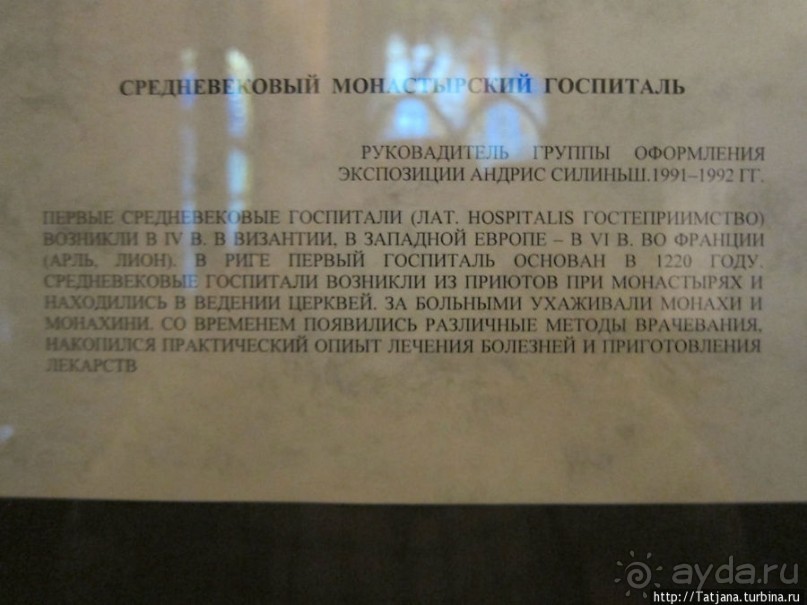 СРЕДНЕВЕКОВЫЙ МОНАСТЫРСКИЙ ГОСПИТАЛЬ
РУКОВАДИТЕЛЬ ГРУППЫ ОФОРМЛЕНИЯ
ЭКСПОЗИЦИИ АНДРИС СИЛИНЬШ.1991–1992 ГГ.
ПЕРВЫЕ СРЕДНЕВЕКОВЫЕ ГОСПИТАЛИ (ЛАТ. HOSPITALIS ГОСТЕПРИИМСТВО)
ВОЗНИКЛИ В IV В. В ВИЗАНТИИ, В ЗАПАДНОЙ ЕВРОПЕ – В VI В. ВО ФРАНЦИИ
(АРЛЬ, ЛИОН). В РИГЕ ПЕРВЫЙ ГОСПИТАЛЬ ОСНОВАН В 1220 ГОДУ.
СРЕДНЕВЕКОВЫЕ ГОСПИТАЛИ ВОЗНИКЛИ ИЗ ПРИЮТОВ ПРИ МОНАСТЫРЯХ И
НАХОДИЛИСЬ В ВЕДЕНИИ ЦЕРКВЕЙ. ЗА БОЛЬНЫМИ УХАЖИВАЛИ МОНАХИ И
МОНАХИНИ. СО ВРЕМЕНЕМ ПОЯВИЛИСЬ РАЗЛИЧНЫЕ МЕТОДЫ ВРАЧЕВАНИЯ,
НАКОПИЛСЯ ПРАКТИЧЕСКИЙ ОПИЫТ ЛЕЧЕНИЯ БОЛЕЗНЕЙ И ПРИГОТОВЛЕНИЯ
ЛЕКАРСТВ
ayda.ru
http://Tatjana.turbina.ru